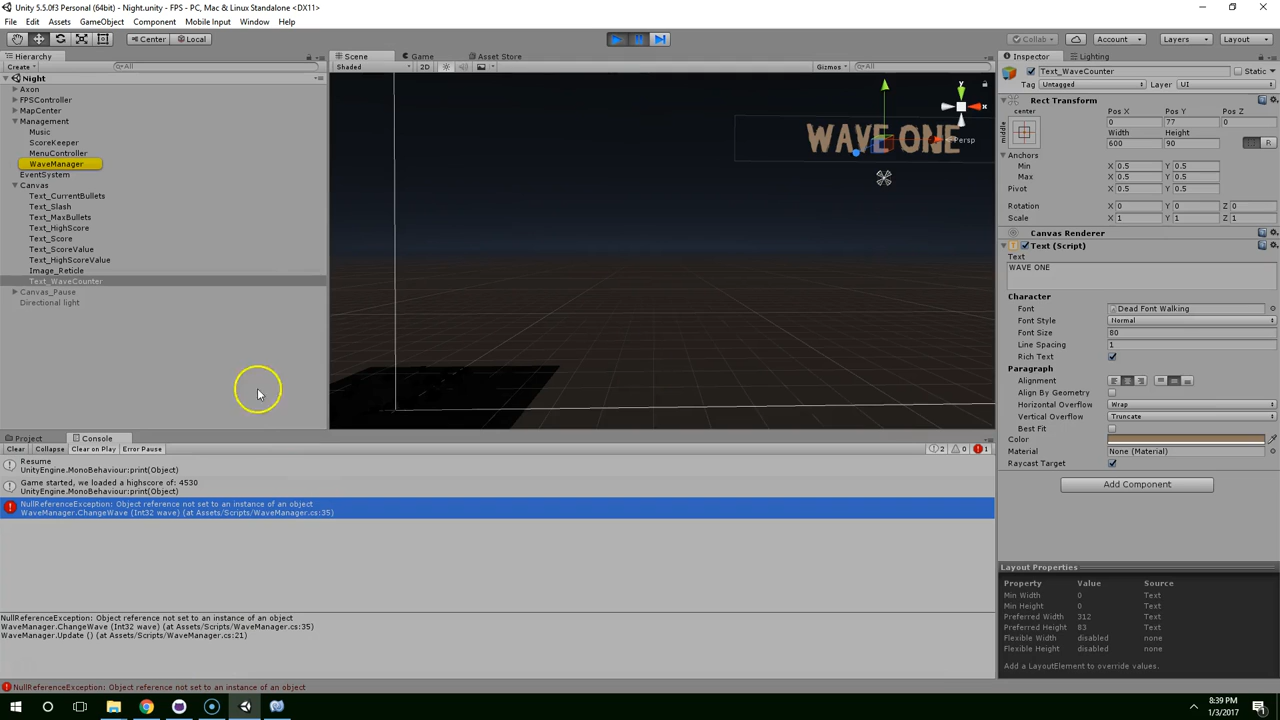 Unity 5.5.0f3 Personal (64bit) - Night.unity - FPS - PC, Mac & Linux Standalone <DX11>
File Edit Assets GameObject Component Mobile Input Window Help
Center Local Collab Account Layers Layout
Hierarchy Scene Game Asset Store Inspector Lighting
Create All Shaded 2D Gizmos All
Text_WaveCounter Static
Tag Untagged Layer UI
Night
Axon
FPSController
MapCenter
Management
Music
ScoreKeeper
MenuController
WaveManager
EventSystem
Canvas
Text_CurrentBullets
Text_Slash
Text_MaxBullets
Text_HighScore
Text_Score
Text_ScoreValue
Text_HighScoreValue
Image_Reticle
Text_WaveCounter
Canvas_Pause
Directional light
y
x
Persp
WAVE ONE
Rect Transform
center Pos X Pos Y Pos Z
middle 0 77 0
Width Height
600 90
R
Anchors
Min X 0.5 Y 0.5
Max X 0.5 Y 0.5
Pivot X 0.5 Y 0.5
Rotation X 0 Y 0 Z 0
Scale X 1 Y 1 Z 1
Canvas Renderer
Text (Script)
Text
WAVE ONE
Character
Font Dead Font Walking
Font Style Normal
Font Size 80
Line Spacing 1
Rich Text
Paragraph
Alignment
Align By Geometry
Horizontal Overflow Wrap
Vertical Overflow Truncate
Best Fit
Color
Material None (Material)
Raycast Target
Add Component
Layout Properties
Property Value Source
Min Width 0 Text
Min Height 0 Text
Preferred Width 312 Text
Preferred Height 83 Text
Flexible Width disabled none
Flexible Height disabled none
Add a LayoutElement to override values.
Project Console
Clear Collapse Clear on Play Error Pause 2 0 1
Resume
UnityEngine.MonoBehaviour:print(Object)
Game started, we loaded a highscore of: 4530
UnityEngine.MonoBehaviour:print(Object)
NullReferenceException: Object reference not set to an instance of an object
WaveManager.ChangeWave (Int32 wave) (at Assets/Scripts/WaveManager.cs:35)
NullReferenceException: Object reference not set to an instance of an object
WaveManager.ChangeWave (Int32 wave) (at Assets/Scripts/WaveManager.cs:35)
WaveManager.Update () (at Assets/Scripts/WaveManager.cs:21)
NullReferenceException: Object reference not set to an instance of an object
8:39 PM
1/3/2017